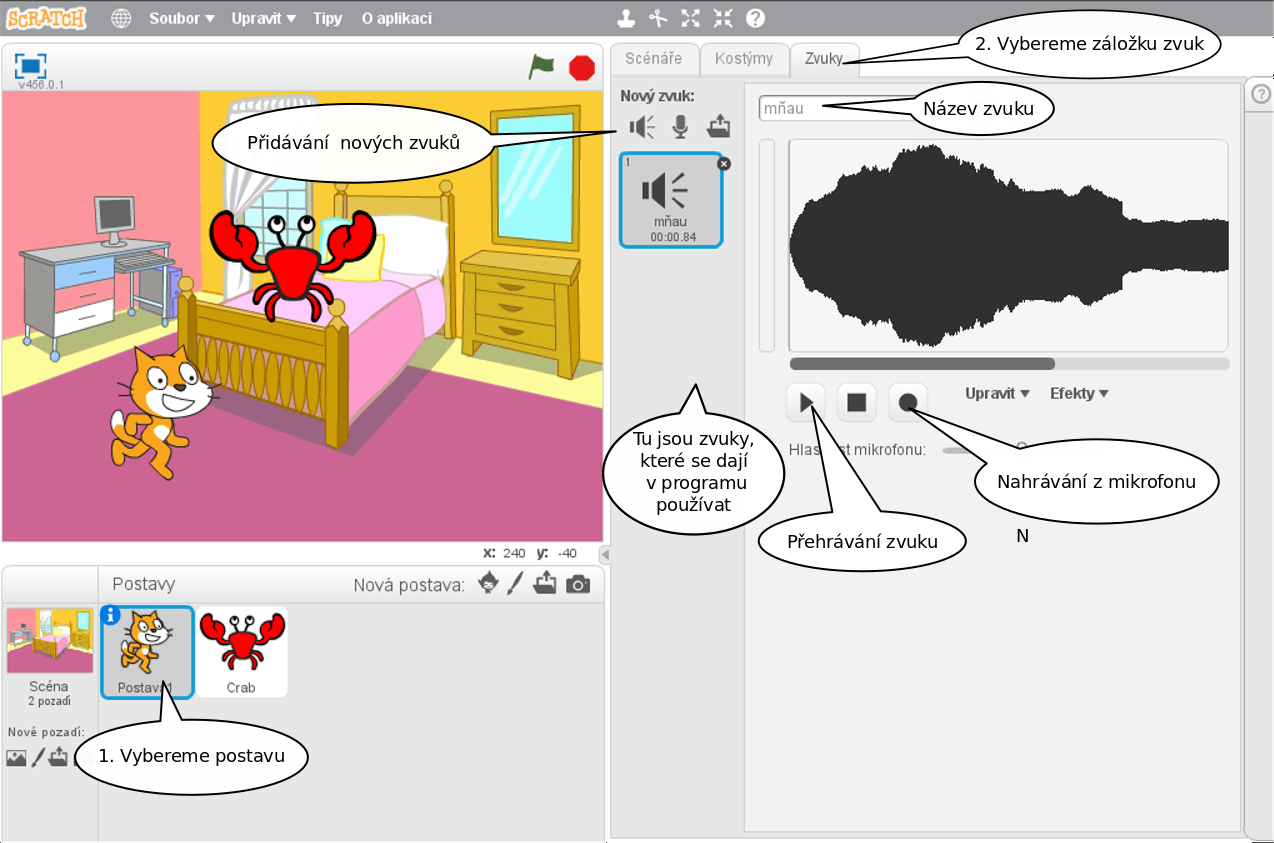 SCRATCH
Soubor Upravit Tipy O aplikaci
v456.0.1
Scénáře Kostýmy Zvuky
2. Vybereme záložku zvuk
Nový zvuk:
mňau
Název zvuku
Přidávání nových zvuků
1
mňau
00:00.84
Upravit Efekty
Tu jsou zvuky,
které se dají
v programu
používat
mikrofonu:
Nahrávání z mikrofonu
Přehrávání zvuku
N
x: 240 y: -40
Postavy
Nová postava:
Scéna
2 pozadí
Nové pozadí:
Postava1
Crab
1. Vybereme postavu